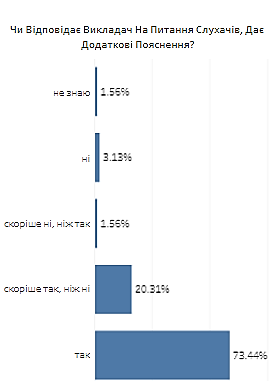 Чи Відповідає Викладач На Питання Слухачів, Дає
Додаткові Пояснення?
не знаю 1.56%
ні 3.13%
скоріше ні, ніж так 1.56%
скоріше так, ніж ні 20.31%
так 73.44%